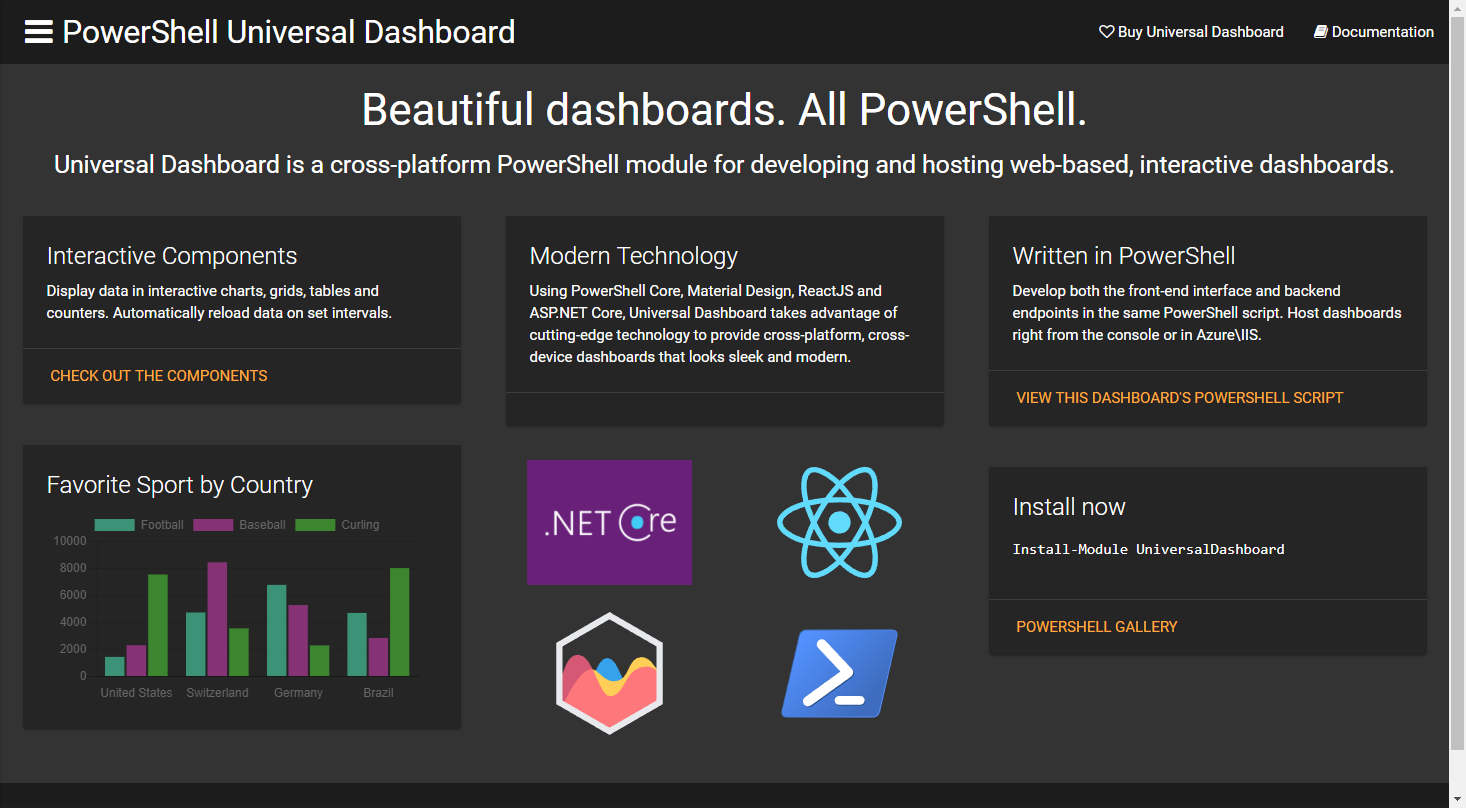 PowerShell Universal Dashboard
Buy Universal Dashboard
Documentation
Beautiful dashboards. All PowerShell.
Universal Dashboard is a cross-platform PowerShell module for developing and hosting web-based, interactive dashboards.
Interactive Components
Display data in interactive charts, grids, tables and
counters. Automatically reload data on set intervals.
CHECK OUT THE COMPONENTS
Modern Technology
Using PowerShell Core, Material Design, ReactJS and
ASP.NET Core, Universal Dashboard takes advantage of
cutting-edge technology to provide cross-platform, cross-
device dashboards that looks sleek and modern.
Written in PowerShell
Develop both the front-end interface and backend
endpoints in the same PowerShell script. Host dashboards
right from the console or in Azure\IIS.
VIEW THIS DASHBOARD'S POWERSHELL SCRIPT
Favorite Sport by Country
Football Baseball Curling
10000
8000
6000
4000
2000
0
United States Switzerland Germany Brazil
.NET Core
Install now
Install-Module UniversalDashboard
POWERSHELL GALLERY